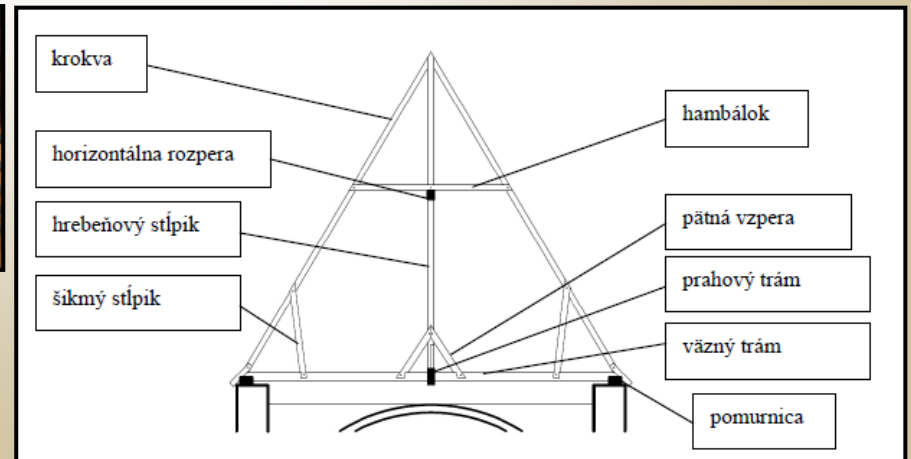 krokva
horizontálna rozpera
hrebeňový stĺpik
šikmý stĺpik
hambálok
pätná vzpera
prahový trám
väzný trám
pomurnica